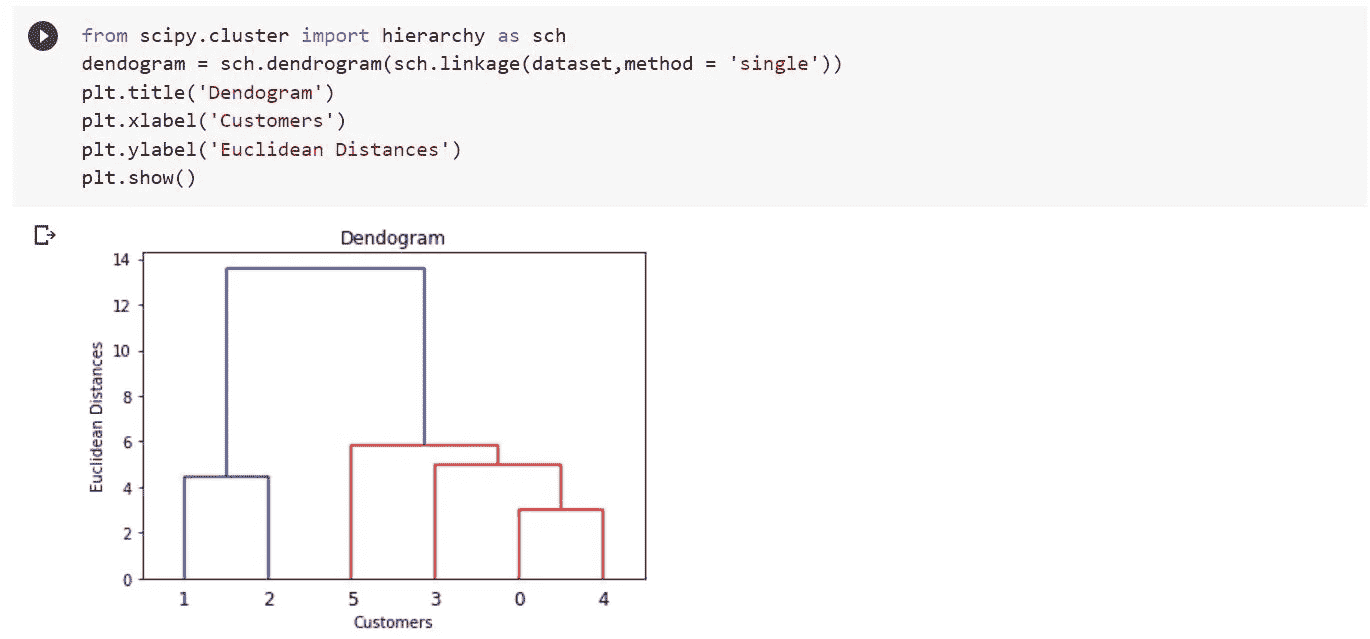 from scipy.cluster import hierarchy as sch
dendogram = sch.dendrogram(sch.linkage(dataset,method = 'single'))
plt.title('Dendogram')
plt.xlabel('Customers')
plt.ylabel('Euclidean Distances')
plt.show()
Dendogram
14
12
10
8
6
4
2
0
Euclidean Distances
1 2 5 3 0 4
Customers